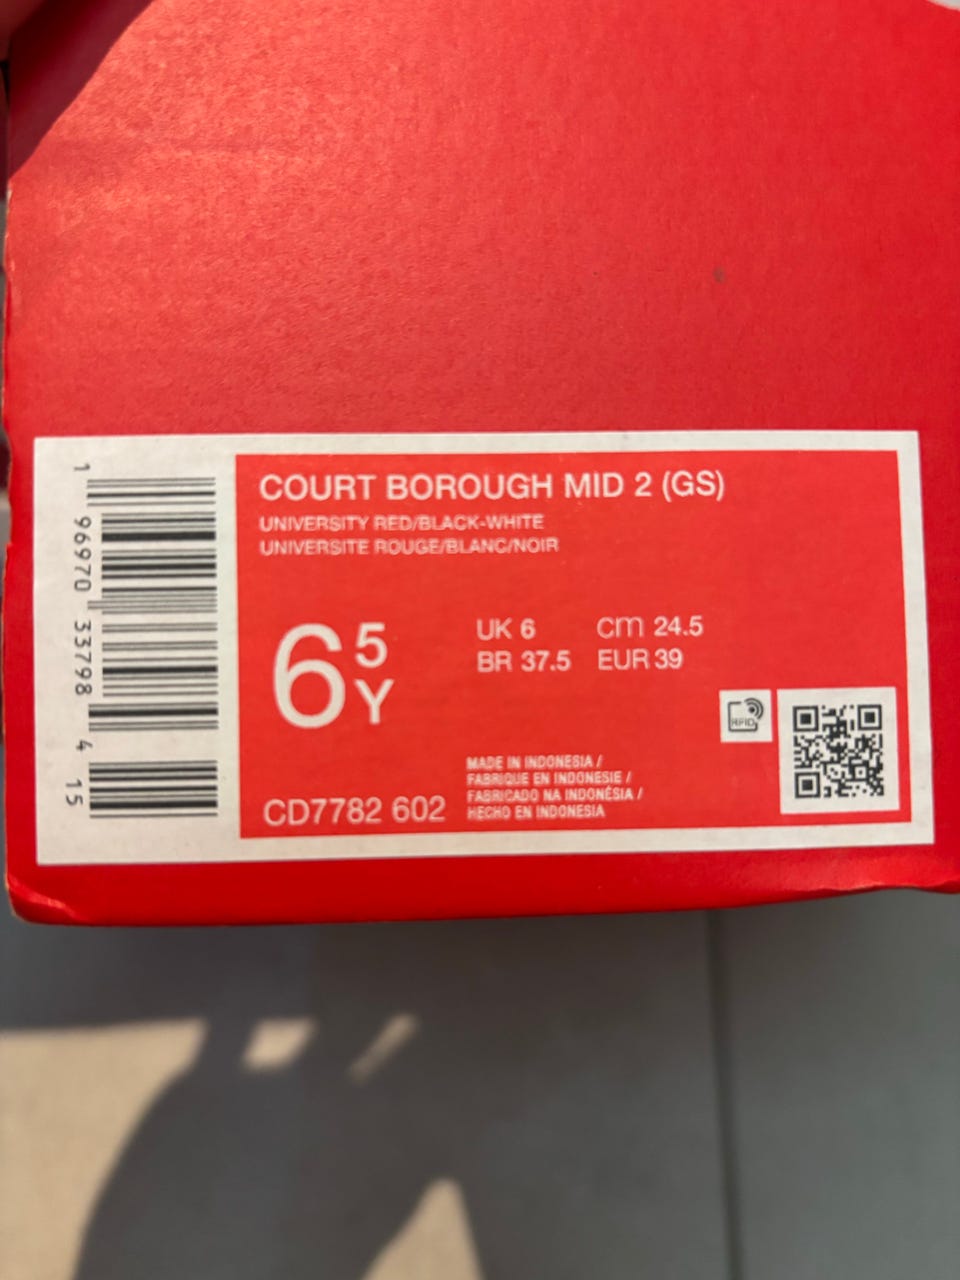 1 96970 33798 4 15
COURT BOROUGH MID 2 (GS)
UNIVERSITY RED/BLACK-WHITE
UNIVERSITE ROUGE/BLANC/NOIR
6 5 Y
UK 6 cm 24.5
BR 37.5 EUR 39
RFID
MADE IN INDONESIA /
FABRIQUE EN INDONESIE /
FABRICADO NA INDONÉSIA /
HECHO EN INDONESIA
CD7782 602